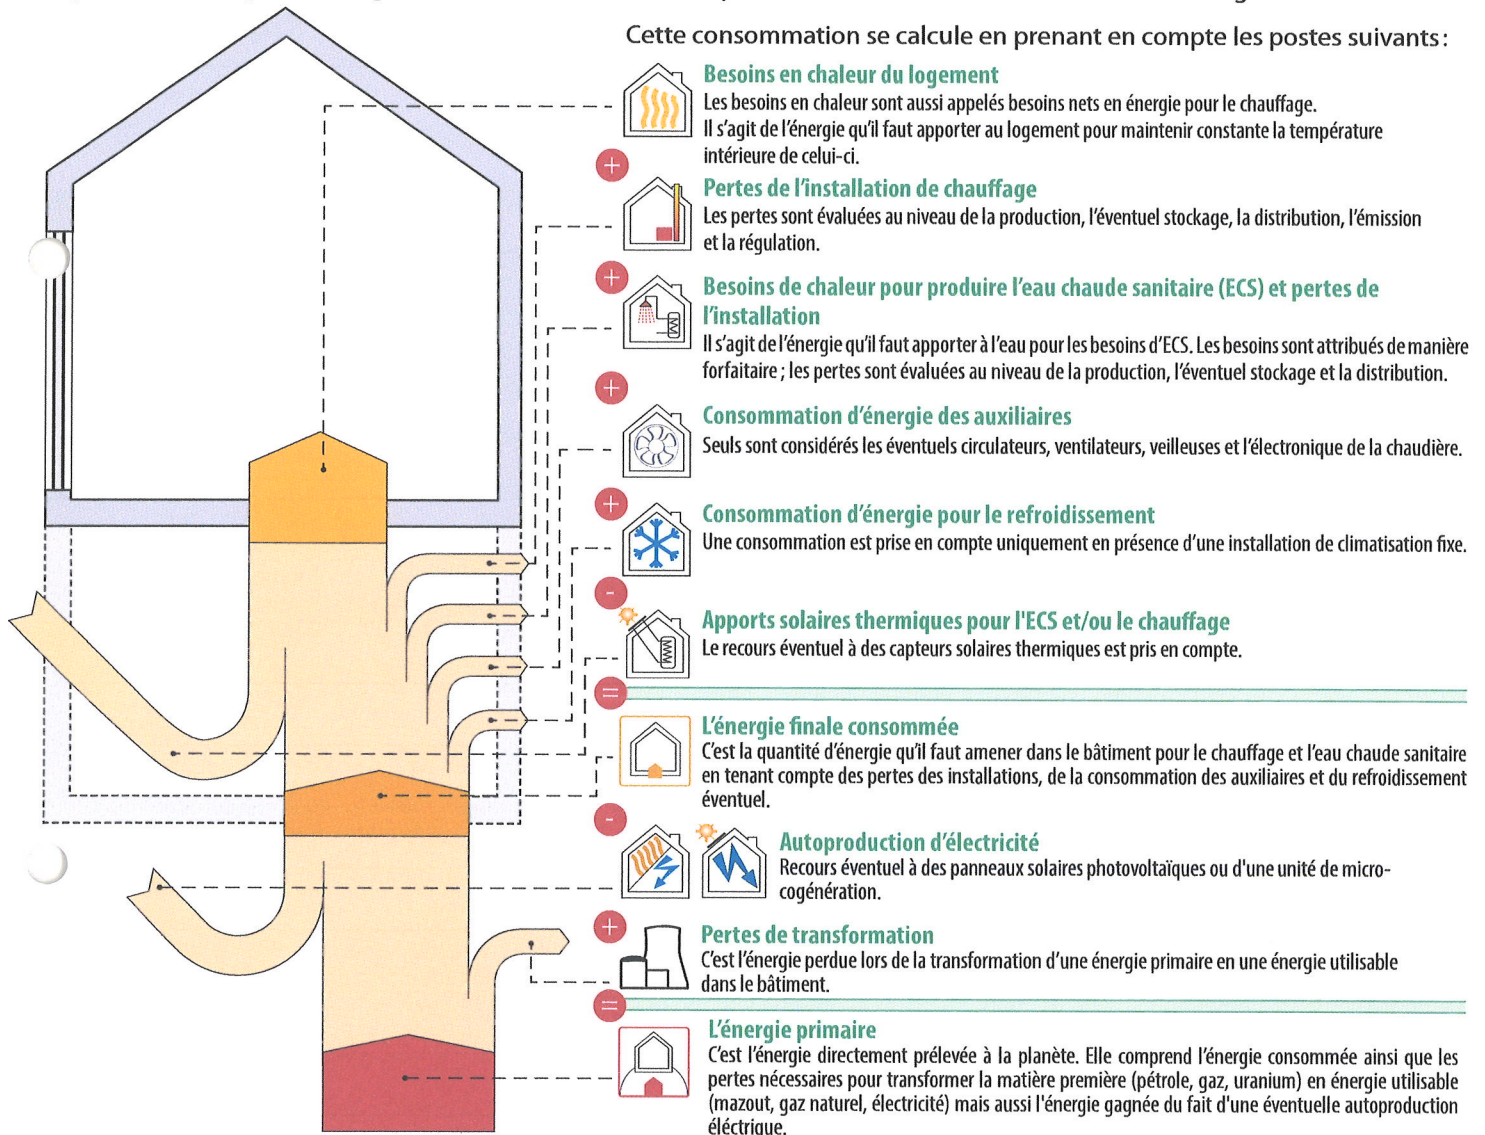 Cette consommation se calcule en prenant en compte les postes suivants :
Besoins en chaleur du logement
Les besoins en chaleur sont aussi appelés besoins nets en énergie pour le chauffage.
Il s'agit de l'énergie qu'il faut apporter au logement pour maintenir constante la température
intérieure de celui-ci.
+
Pertes de l'installation de chauffage
Les pertes sont évaluées au niveau de la production, l'éventuel stockage, la distribution, l'émission
et la régulation.
+
Besoins de chaleur pour produire l'eau chaude sanitaire (ECS) et pertes de
l'installation
Il s'agit de l'énergie qu'il faut apporter à l'eau pour les besoins d'ECS. Les besoins sont attribués de manière
forfaitaire ; les pertes sont évaluées au niveau de la production, l'éventuel stockage et la distribution.
+
Consommation d'énergie des auxiliaires
Seuls sont considérés les éventuels circulateurs, ventilateurs, veilleuses et l'électronique de la chaudière.
+
Consommation d'énergie pour le refroidissement
Une consommation est prise en compte uniquement en présence d'une installation de climatisation fixe.
-
Apports solaires thermiques pour l'ECS et/ou le chauffage
Le recours éventuel à des capteurs solaires thermiques est pris en compte.
=
L'énergie finale consommée
C'est la quantité d'énergie qu'il faut amener dans le bâtiment pour le chauffage et l'eau chaude sanitaire
en tenant compte des pertes des installations, de la consommation des auxiliaires et du refroidissement
éventuel.
-
Autoproduction d'électricité
Recours éventuel à des panneaux solaires photovoltaïques ou d'une unité de micro-
cogénération.
+
Pertes de transformation
C'est l'énergie perdue lors de la transformation d'une énergie primaire en une énergie utilisable
dans le bâtiment.
=
L'énergie primaire
C'est l'énergie directement prélevée à la planète. Elle comprend l'énergie consommée ainsi que les
pertes nécessaires pour transformer la matière première (pétrole, gaz, uranium) en énergie utilisable
(mazout, gaz naturel, électricité) mais aussi l'énergie gagnée du fait d'une éventuelle autoproduction
éléctrique.